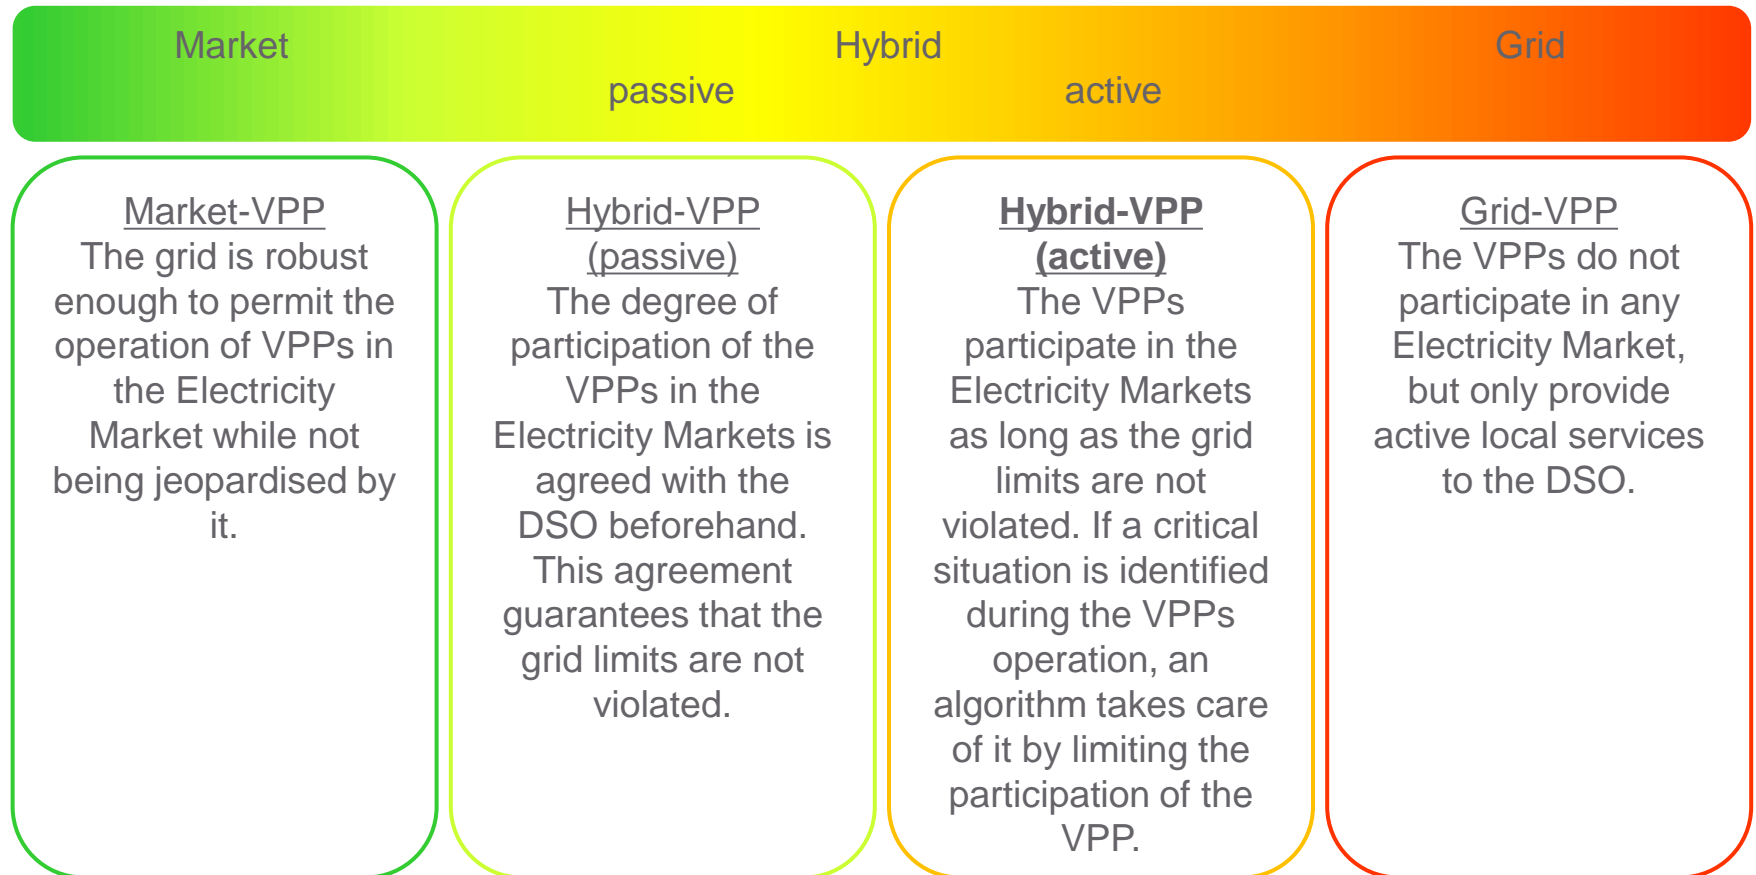 Market
Hybrid
Grid
passive
active
Market-VPP
The grid is robust
enough to permit the
operation of VPPs in
the Electricity
Market while not
being jeopardised by
it.
Hybrid-VPP
(passive)
The degree of
participation of the
VPPs in the
Electricity Markets is
agreed with the
DSO beforehand.
This agreement
guarantees that the
grid limits are not
violated.
Hybrid-VPP
(active)
The VPPs
participate in the
Electricity Markets
as long as the grid
limits are not
violated. If a critical
situation is identified
during the VPPs
operation, an
algorithm takes care
of it by limiting the
participation of the
VPP.
Grid-VPP
The VPPs do not
participate in any
Electricity Market,
but only provide
active local services
to the DSO.